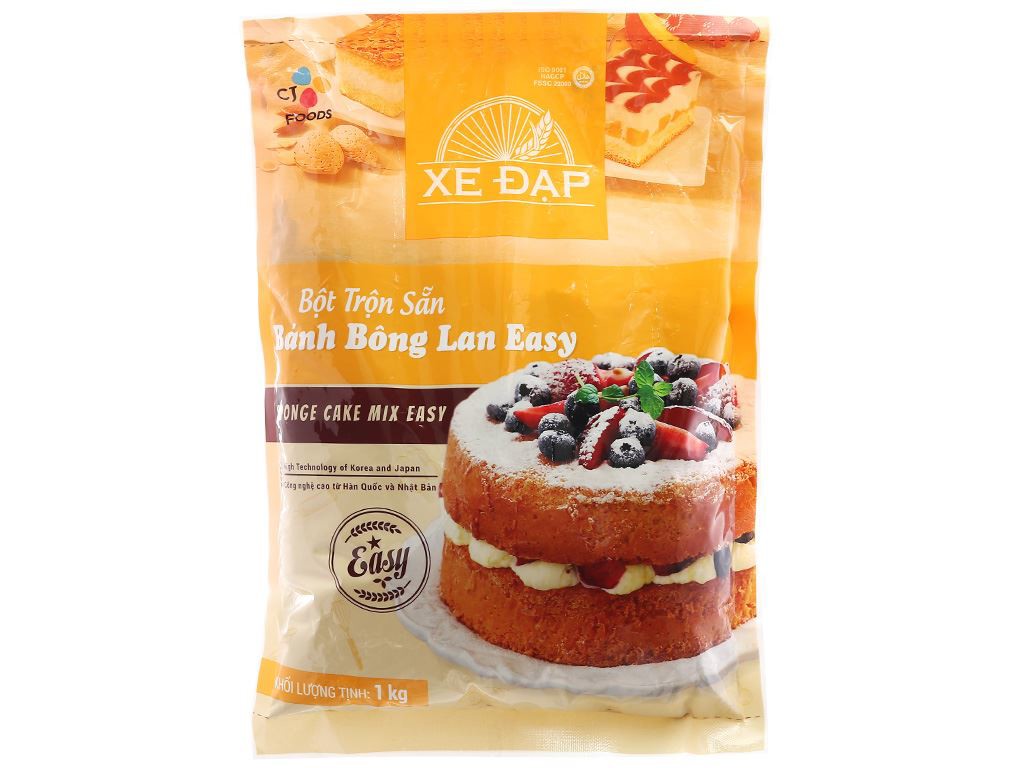 CJ
FOODS
ISO 9001
HACCP
FSSC 22000
XE ĐẠP
Bột Trộn Sẵn
Bánh Bông Lan Easy
SPONGE CAKE MIX EASY
High Technology of Korea and Japan
Công nghệ cao từ Hàn Quốc và Nhật Bản
Easy
KHỐI LƯỢNG TỊNH: 1 kg